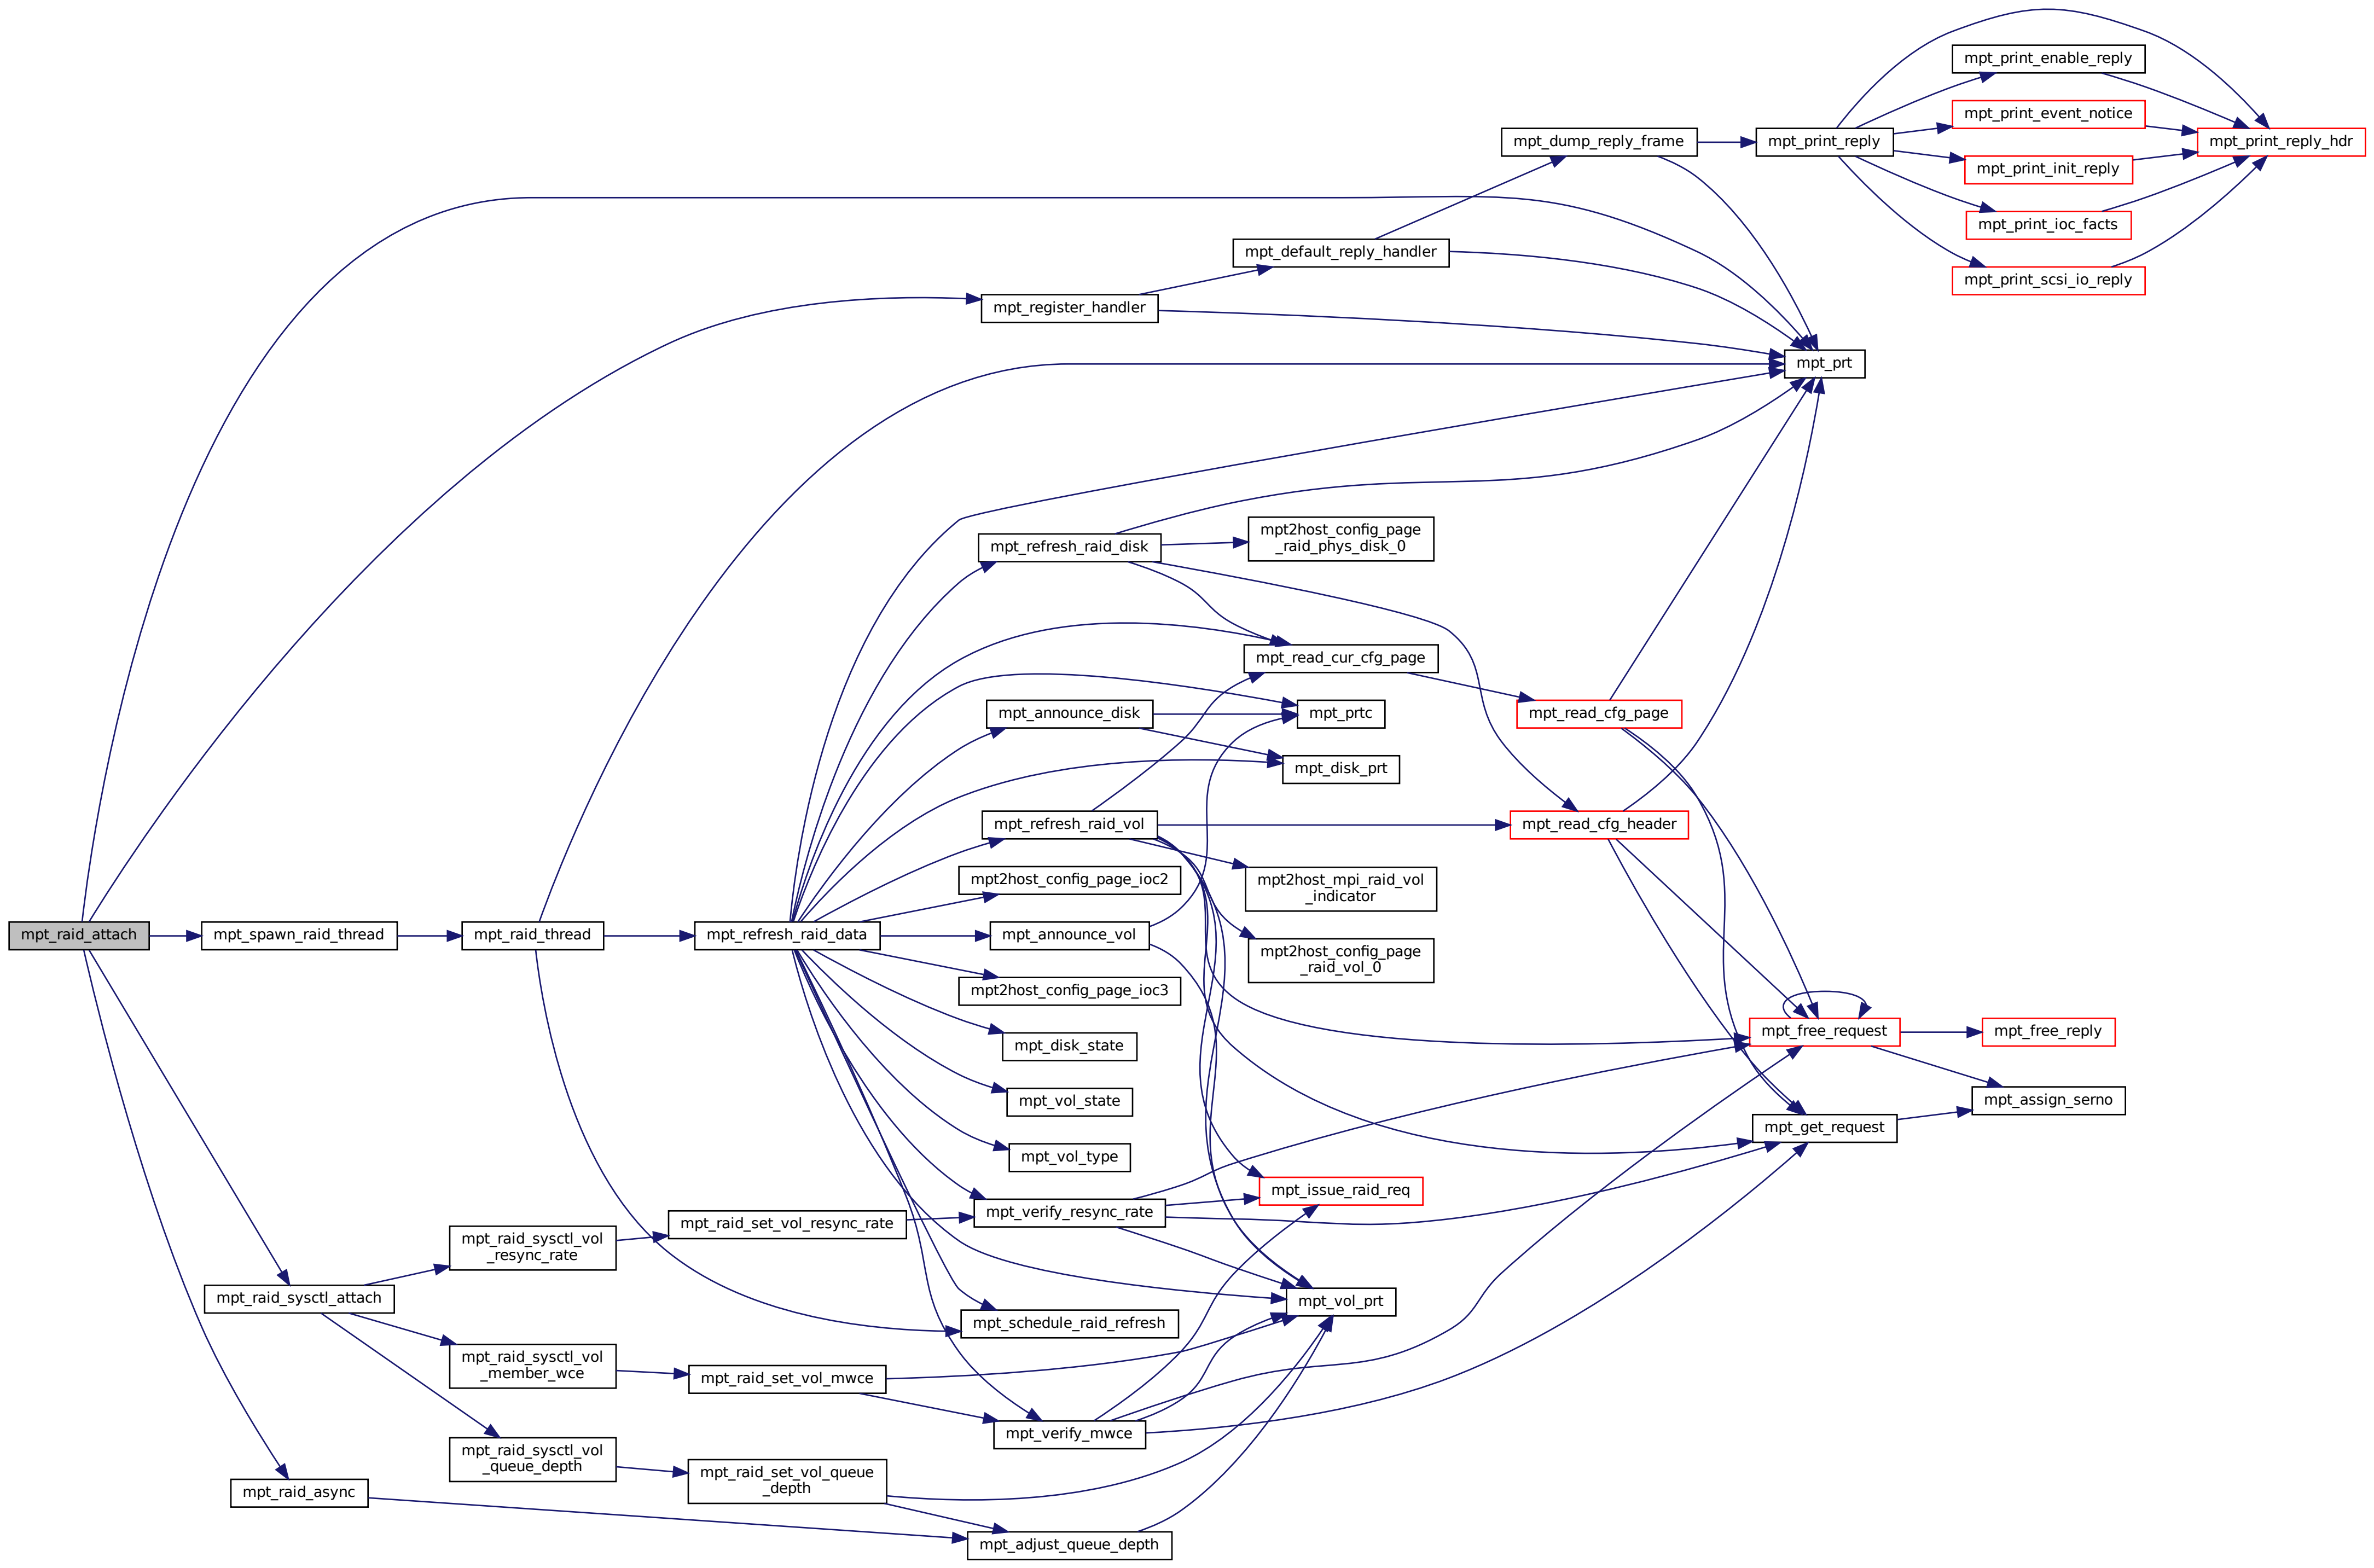 mpt_print_enable_reply
mpt_print_event_notice
mpt_dump_reply_frame
mpt_print_reply
mpt_print_reply_hdr
mpt_print_init_reply
mpt_print_ioc_facts
mpt_default_reply_handler
mpt_print_scsi_io_reply
mpt_register_handler
mpt_prt
mpt_refresh_raid_disk
mpt2host_config_page
_raid_phys_disk_0
mpt_read_cur_cfg_page
mpt_announce_disk
mpt_prtc
mpt_read_cfg_page
mpt_disk_prt
mpt_refresh_raid_vol
mpt_read_cfg_header
mpt2host_config_page_ioc2
mpt2host_mpi_raid_vol
_indicator
mpt_raid_attach
mpt_spawn_raid_thread
mpt_raid_thread
mpt_refresh_raid_data
mpt_announce_vol
mpt2host_config_page
_raid_vol_0
mpt2host_config_page_ioc3
mpt_disk_state
mpt_free_request
mpt_free_reply
mpt_vol_state
mpt_assign_serno
mpt_get_request
mpt_vol_type
mpt_issue_raid_req
mpt_verify_resync_rate
mpt_raid_set_vol_resync_rate
mpt_raid_sysctl_vol
_resync_rate
mpt_raid_sysctl_attach
mpt_vol_prt
mpt_schedule_raid_refresh
mpt_raid_sysctl_vol
_member_wce
mpt_raid_set_vol_mwce
mpt_verify_mwce
mpt_raid_sysctl_vol
_queue_depth
mpt_raid_set_vol_queue
_depth
mpt_raid_async
mpt_adjust_queue_depth